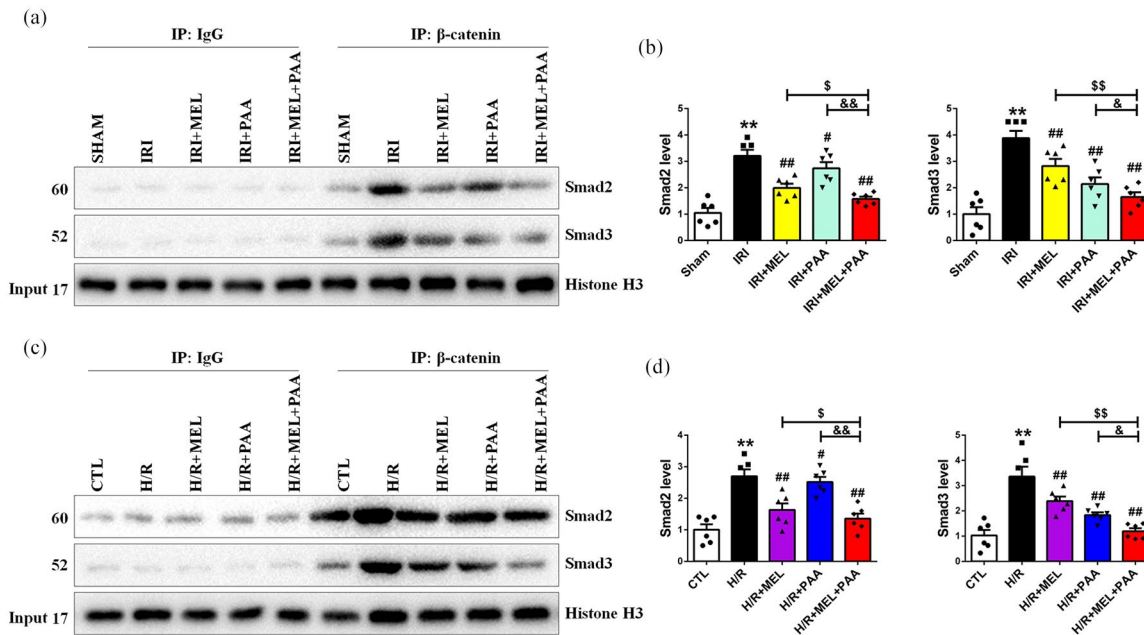 (a)
IP: IgG
IP: β-catenin
SHAM
IRI
IRI+MEL
IRI+PAA
IRI+MEL+PAA
SHAM
IRI
IRI+MEL
IRI+PAA
IRI+MEL+PAA
60
Smad2
52
Smad3
Input 17
Histone H3
(b)
$
&&
Smad2 level
5
4
3
2
1
0
**
##
#
##
Sham
IRI
IRI+MEL
IRI+PAA
IRI+MEL+PAA
$$
&
Smad3 level
5
4
3
2
1
0
**
##
##
##
Sham
IRI
IRI+MEL
IRI+PAA
IRI+MEL+PAA
(c)
IP: IgG
IP: β-catenin
CTL
H/R
H/R+MEL
H/R+PAA
H/R+MEL+PAA
CTL
H/R
H/R+MEL
H/R+PAA
H/R+MEL+PAA
60
Smad2
52
Smad3
Input 17
Histone H3
(d)
$
&&
Smad2 level
4
3
2
1
0
**
##
#
##
CTL
H/R
H/R+MEL
H/R+PAA
H/R+MEL+PAA
$$
&
Smad3 level
5
4
3
2
1
0
**
##
##
##
CTL
H/R
H/R+MEL
H/R+PAA
H/R+MEL+PAA